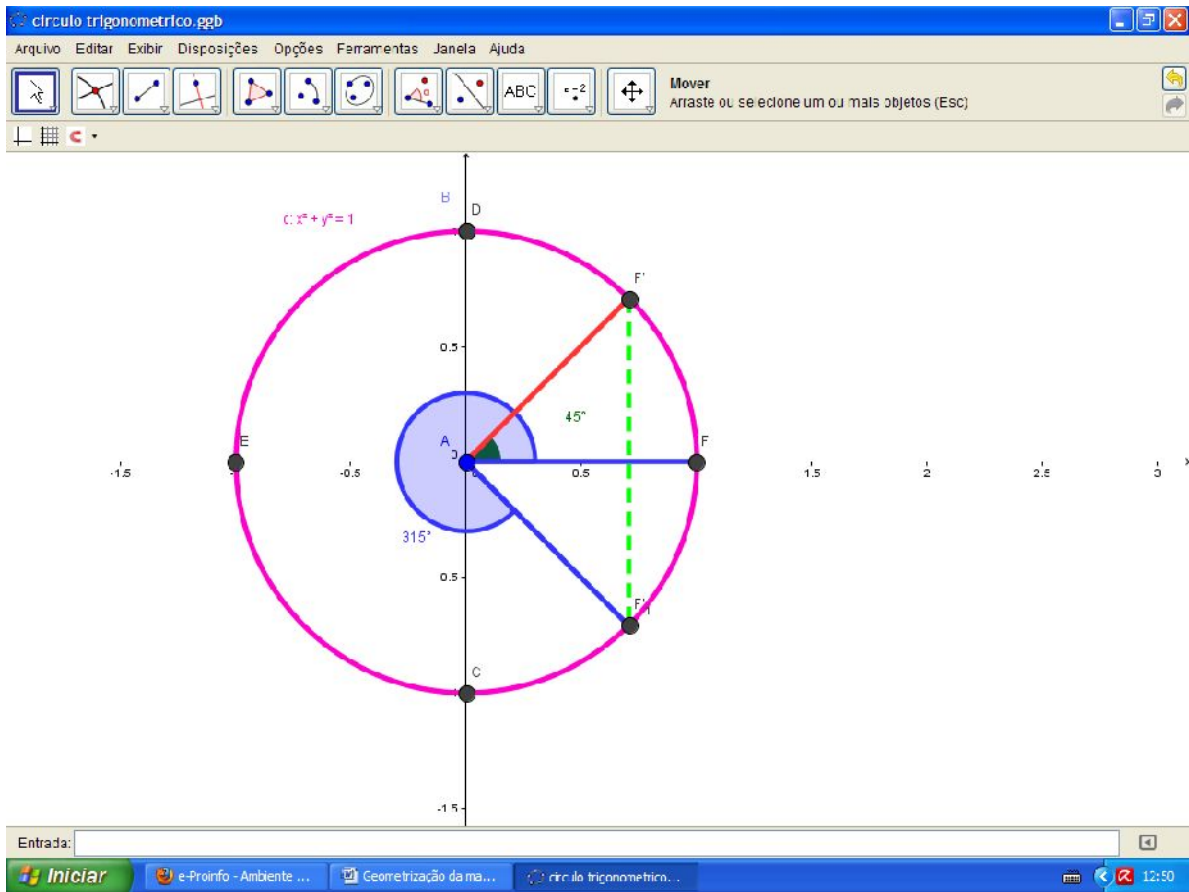 circulo trigonometrico.ggb
Arquivo Editar Exibir Disposições Opções Ferramentas Janela Ajuda
ABC
Mover
Arraste ou selecione um ou mais objetos (Esc)
B
D
c: x² + y² = 1
F'
0.5
45°
A
E
F
0
-1.5
-0.5
0.5
1.5
2
2.5
3
x
315°
0.5
C
-1.5
Entrada:
Iniciar
e-Proinfo - Ambiente ...
Geometrização da ma...
circulo trigonometrico...
12:50